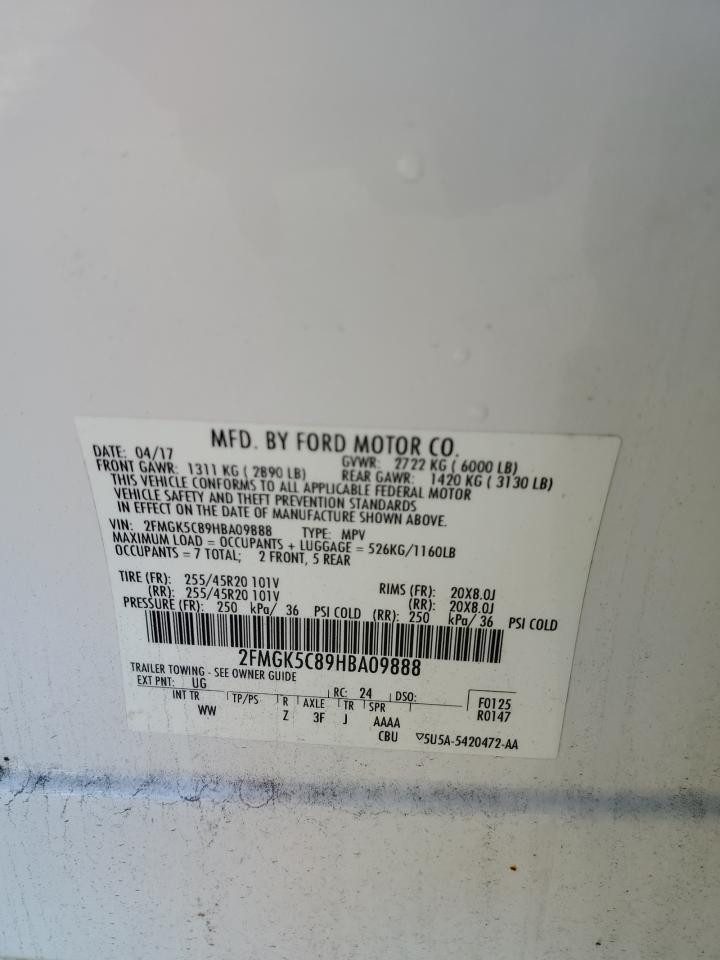 MFD. BY FORD MOTOR CO.
DATE: 04/17 GVWR: 2722 KG ( 6000 LB)
FRONT GAWR: 1311 KG ( 2890 LB) REAR GAWR: 1420 KG ( 3130 LB)
THIS VEHICLE CONFORMS TO ALL APPLICABLE FEDERAL MOTOR
VEHICLE SAFETY AND THEFT PREVENTION STANDARDS
IN EFFECT ON THE DATE OF MANUFACTURE SHOWN ABOVE.
VIN: 2FMGK5C89HBA09888 TYPE: MPV
MAXIMUM LOAD = OCCUPANTS + LUGGAGE = 526KG/1160LB
OCCUPANTS = 7 TOTAL; 2 FRONT, 5 REAR
TIRE (FR): 255/45R20 101V RIMS (FR): 20X8.0J
(RR): 255/45R20 101V (RR): 20X8.0J
PRESSURE (FR): 250 kPa/ 36 PSI COLD (RR): 250 kPa/ 36 PSI COLD
2FMGK5C89HBA09888
TRAILER TOWING - SEE OWNER GUIDE
EXT PNT: UG RC: 24 DSO: F0125
INT TR TP/PS R AXLE TR SPR R0147
WW Z 3F J AAAA
CBU ▽5U5A-5420472-AA